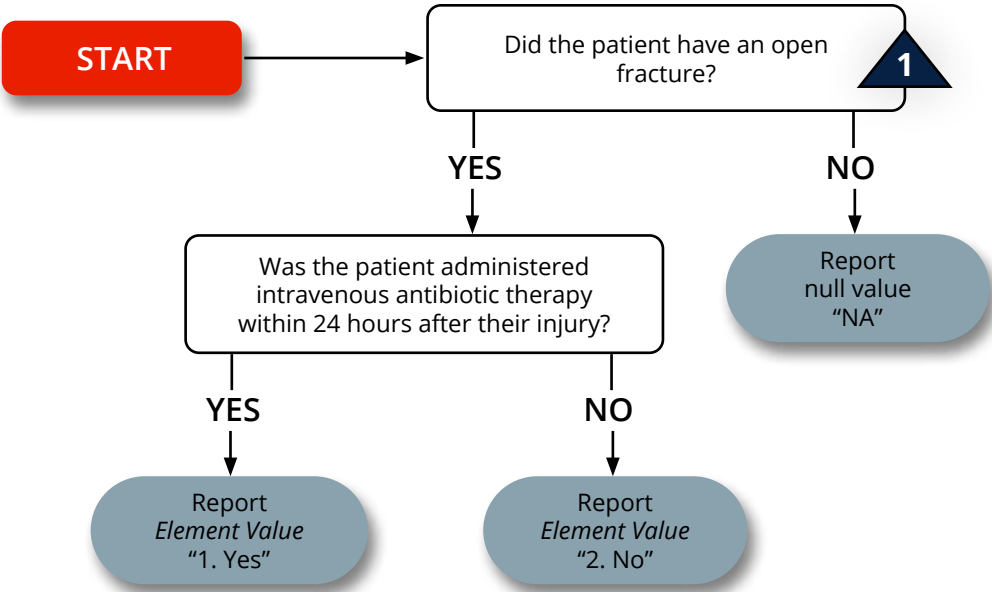 START
Did the patient have an open
fracture?
1
YES
NO
Was the patient administered
intravenous antibiotic therapy
within 24 hours after their injury?
Report
null value
“NA”
YES
NO
Report
Element Value
“1. Yes”
Report
Element Value
“2. No”